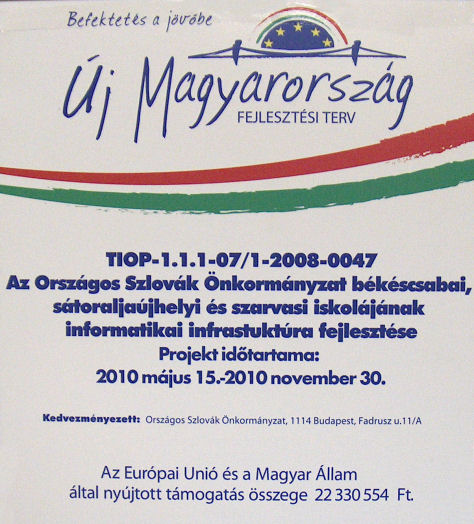 Befektetés a jövőbe
Új Magyarország
FEJLESZTÉSI TERV
TIOP-1.1.1-07/1-2008-0047
Az Országos Szlovák Önkormányzat békéscsabai,
sátoraljaújhelyi és szarvasi iskolájának
informatikai infrastuktúra fejlesztése
Projekt időtartama:
2010 május 15.-2010 november 30.
Kedvezményezett: Országos Szlovák Önkormányzat, 1114 Budapest, Fadrusz u.11/A
Az Európai Unió és a Magyar Állam
által nyújtott támogatás összege 22 330 554 Ft.